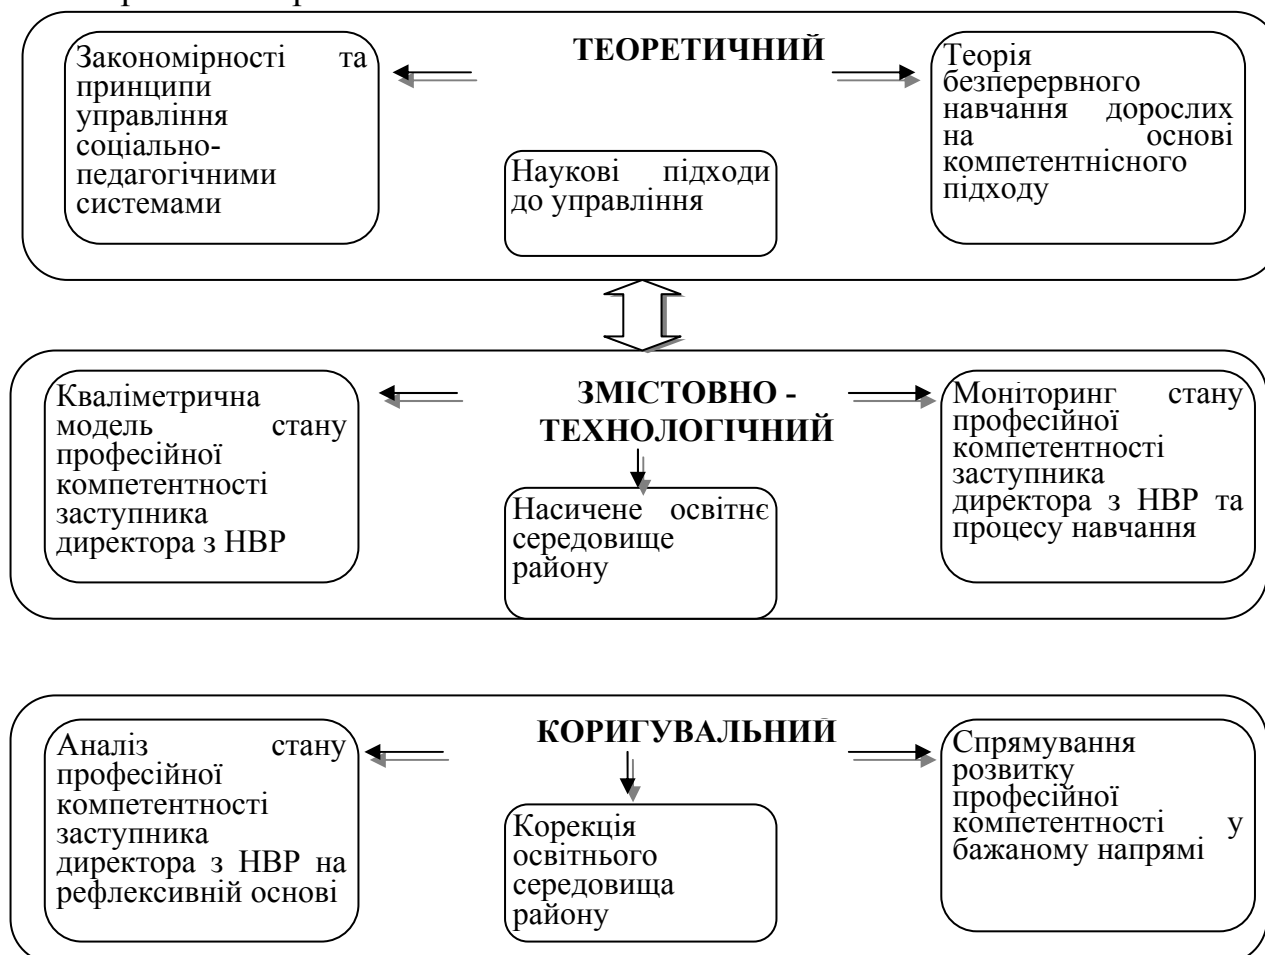 ТЕОРЕТИЧНИЙ
Закономірності та
принципи
управління
соціально-
педагогічними
системами
Наукові підходи
до управління
Теорія
безперервного
навчання дорослих
на основі
компетентнісного
підходу
ЗМІСТОВНО -
ТЕХНОЛОГІЧНИЙ
Кваліметрична
модель стану
професійної
компетентності
заступника
директора з НВР
Насичене освітнє
середовище
району
Моніторинг стану
професійної
компетентності
заступника
директора з НВР та
процесу навчання
КОРИГУВАЛЬНИЙ
Аналіз стану
професійної
компетентності
заступника
директора з НВР на
рефлексивній основі
Корекція
освітнього
середовища
району
Спрямування
розвитку
професійної
компетентності у
бажаному напрямі